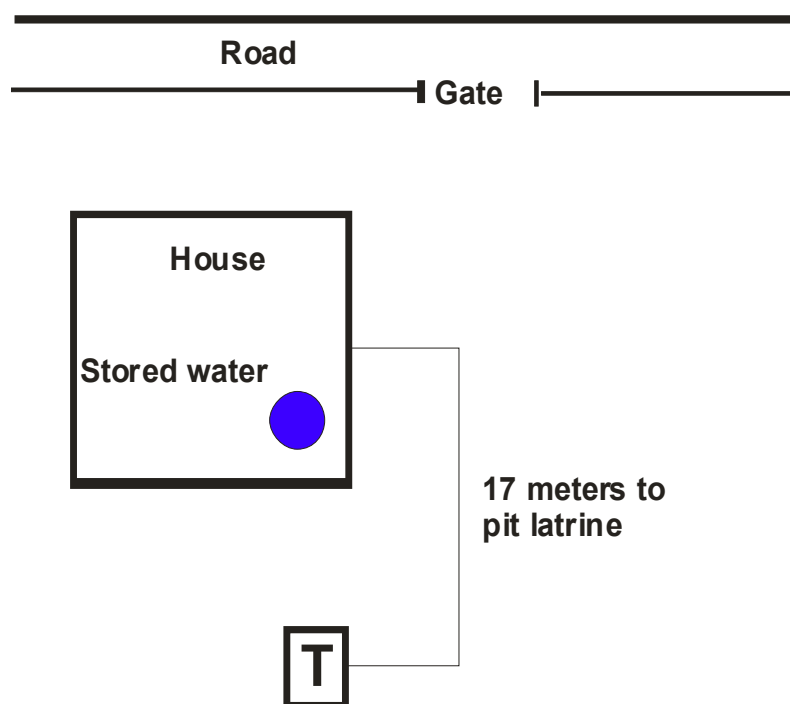 Road
Gate
House
Stored water
17 meters to
pit latrine
T